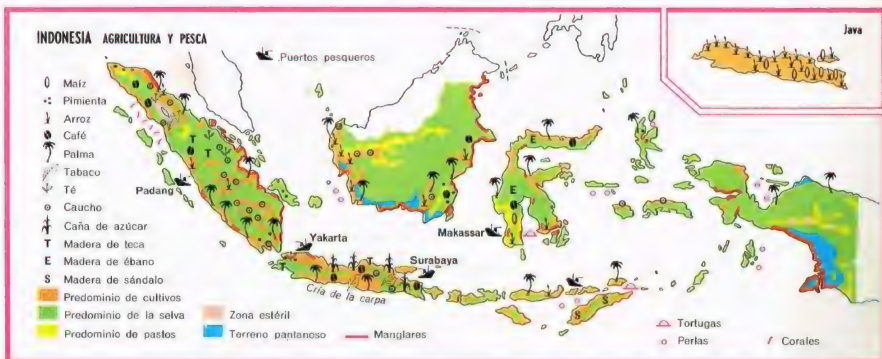 INDONESIA AGRICULTURA Y PESCA
Puertos pesqueros
Java
Maíz
Pimienta
Arroz
Café
Palma
Tabaco
Té
Caucho
Caña de azúcar
T Madera de teca
E Madera de ébano
S Madera de sándalo
Predominio de cultivos
Predominio de la selva
Predominio de pastos
Zona estéril
Terreno pantanoso
Manglares
Padang
Yakarta
Surabaya
Makassar
Cría de la carpa
T
T
T
T
T
E
E
S
S
Tortugas
Perlas
Corales